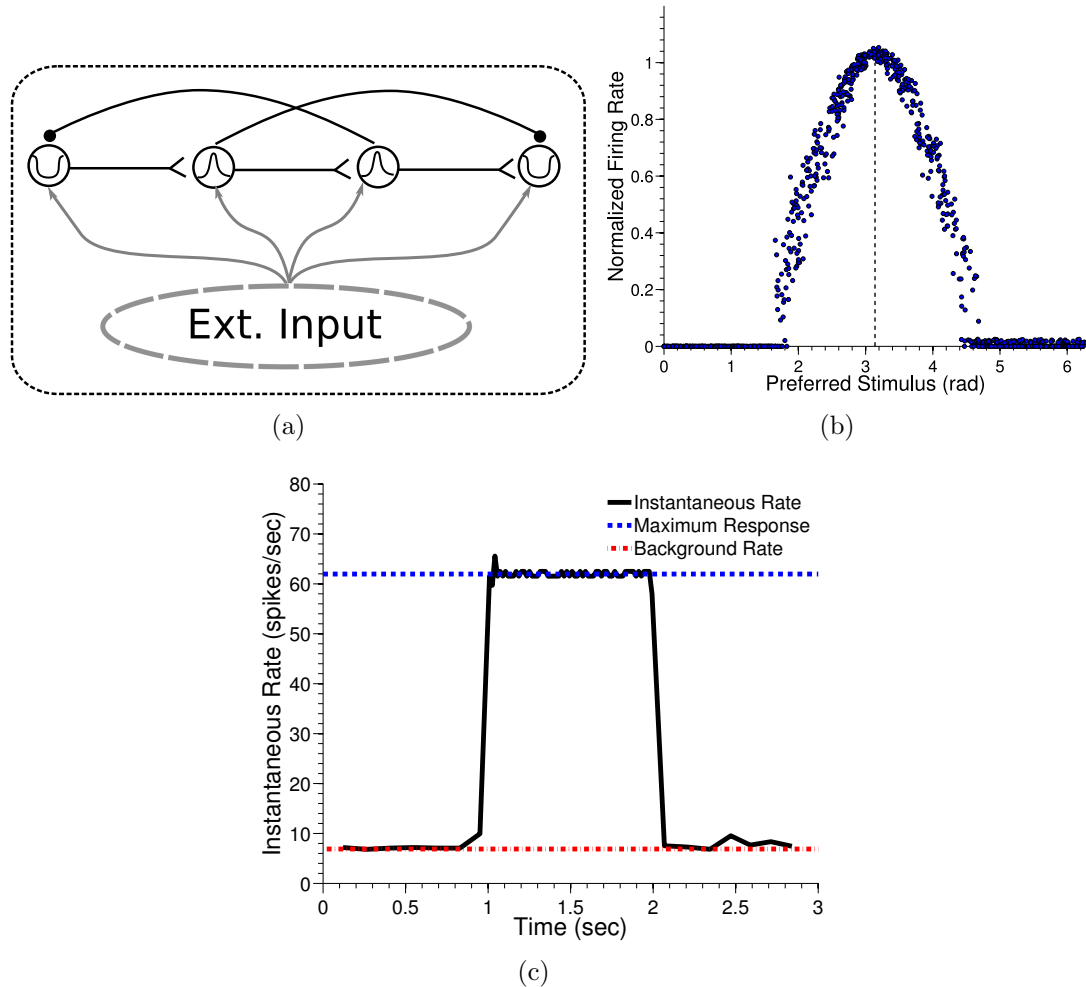 Ext. Input
(a)
Normalized Firing Rate
1
0.8
0.6
0.4
0.2
0
0 1 2 3 4 5 6
Preferred Stimulus (rad)
(b)
Instantaneous Rate (spikes/sec)
80
70
60
50
40
30
20
10
0
Instantaneous Rate
Maximum Response
Background Rate
0 0.5 1 1.5 2 2.5 3
Time (sec)
(c)